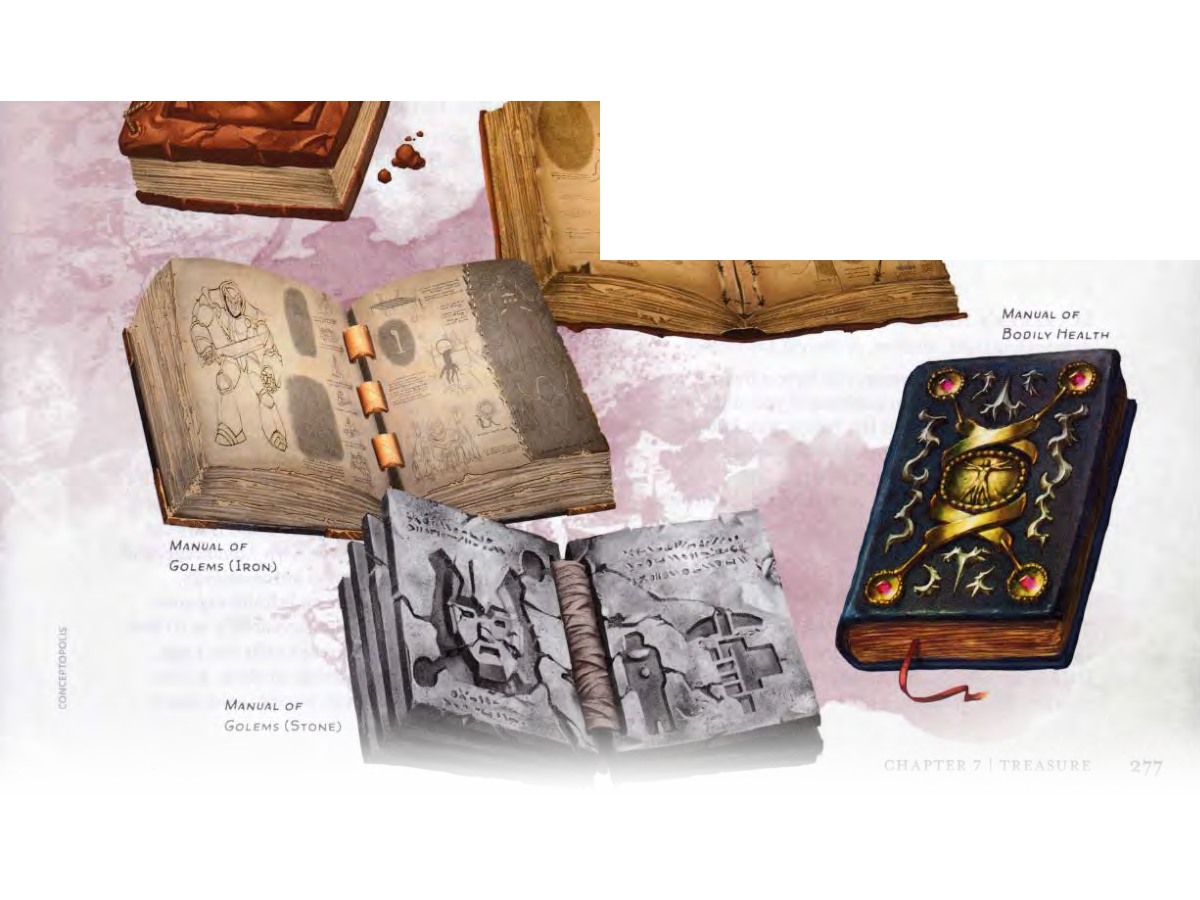 MANUAL OF
BODILY HEALTH
MANUAL OF
GOLEMS (IRON)
CONCEPTOPOLIS
MANUAL OF
GOLEMS (STONE)
CHAPTER 7 | TREASURE 277